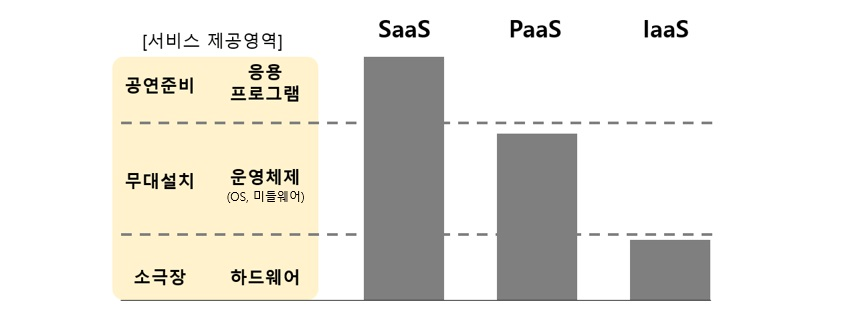 [서비스 제공영역]
SaaS PaaS IaaS
공연준비 응용
프로그램
무대설치 운영체제
(OS, 미들웨어)
소극장 하드웨어